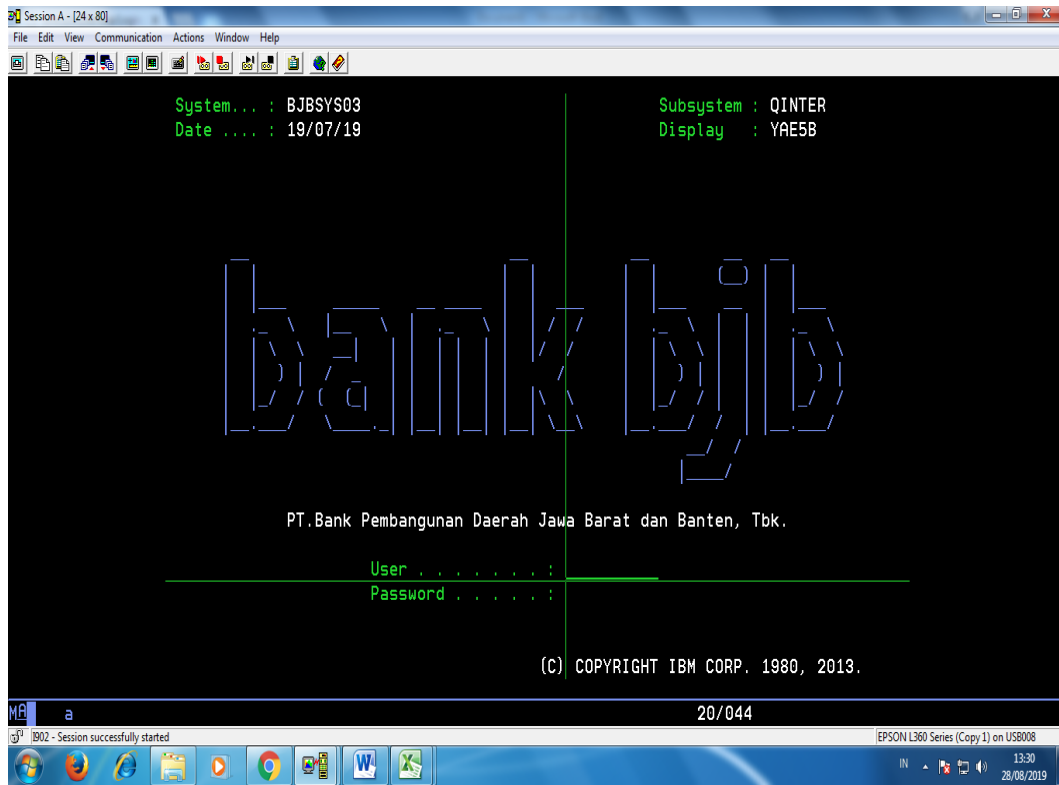 Session A - [24 x 80]
File Edit View Communication Actions Window Help
System... : BJBSYS03 Subsystem : QINTER
Date .... : 19/07/19 Display : YAE5B
bank bjb
PT.Bank Pembangunan Daerah Jawa Barat dan Banten, Tbk.
User . . . . . . . :
Password . . . . . :
(C) COPYRIGHT IBM CORP. 1980, 2013.
MA a 20/044
I902 - Session successfully started EPSON L360 Series (Copy 1) on USB008
IN 13:30
28/08/2019